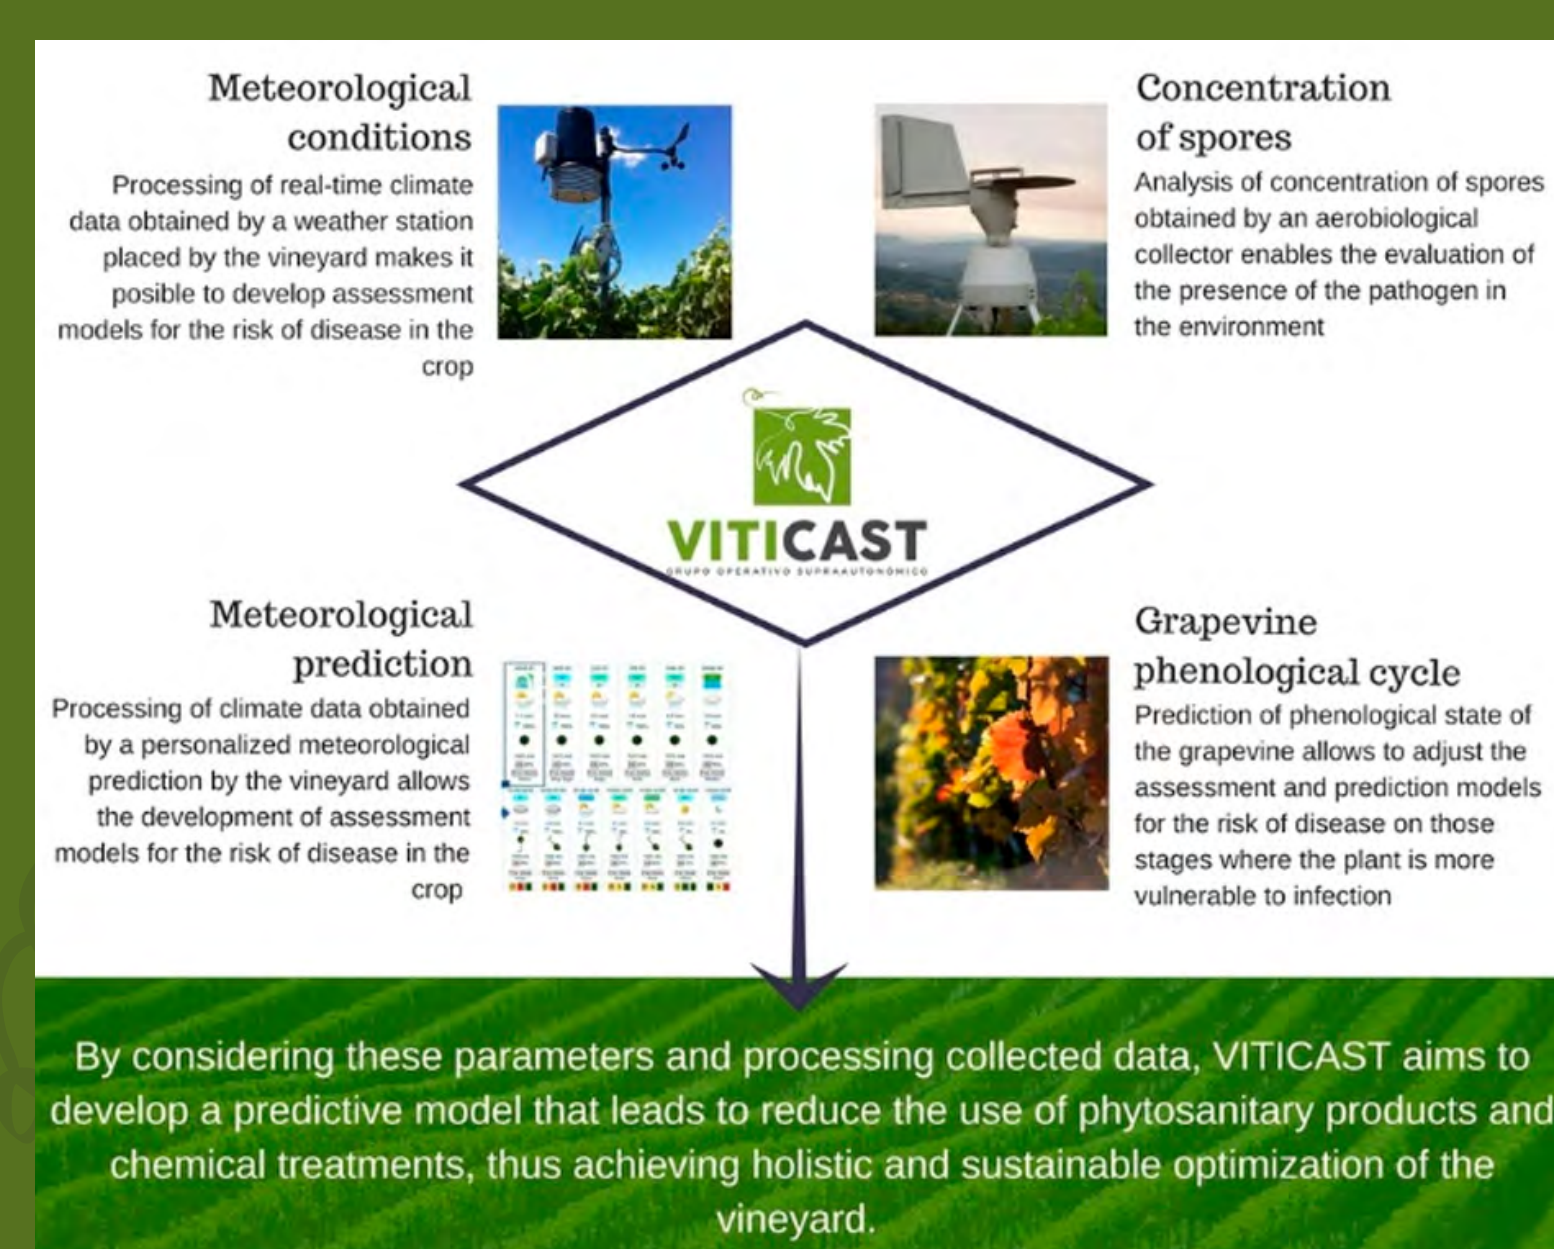 Meteorological
conditions
Processing of real-time climate
data obtained by a weather station
placed by the vineyard makes it
posible to develop assessment
models for the risk of disease in the
crop
Concentration
of spores
Analysis of concentration of spores
obtained by an aerobiological
collector enables the evaluation of
the presence of the pathogen in
the environment
VITICAST
GRUPO OPERATIVO SUPRAAUTONÓMICO
Meteorological
prediction
Processing of climate data obtained
by a personalized meteorological
prediction by the vineyard allows
the development of assessment
models for the risk of disease in the
crop
Grapevine
phenological cycle
Prediction of phenological state of
the grapevine allows to adjust the
assessment and prediction models
for the risk of disease on those
stages where the plant is more
vulnerable to infection
By considering these parameters and processing collected data, VITICAST aims to
develop a predictive model that leads to reduce the use of phytosanitary products and
chemical treatments, thus achieving holistic and sustainable optimization of the
vineyard.